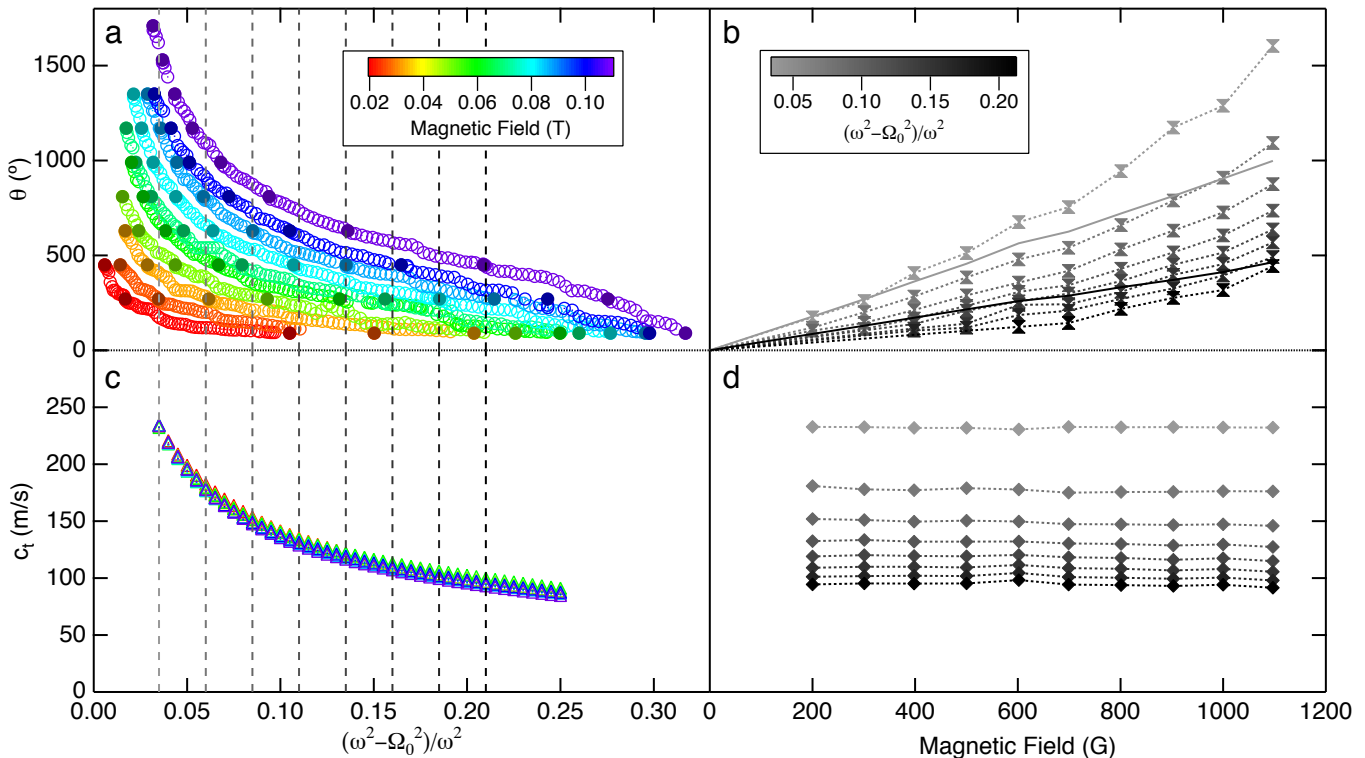 a
1500
1000
500
0
θ (º)
0.02 0.04 0.06 0.08 0.10
Magnetic Field (T)
b
0.05 0.10 0.15 0.20
(ω²–Ω₀²)/ω²
c
250
200
150
100
50
0
cₜ (m/s)
0.00 0.05 0.10 0.15 0.20 0.25 0.30
(ω²–Ω₀²)/ω²
d
0 200 400 600 800 1000 1200
Magnetic Field (G)